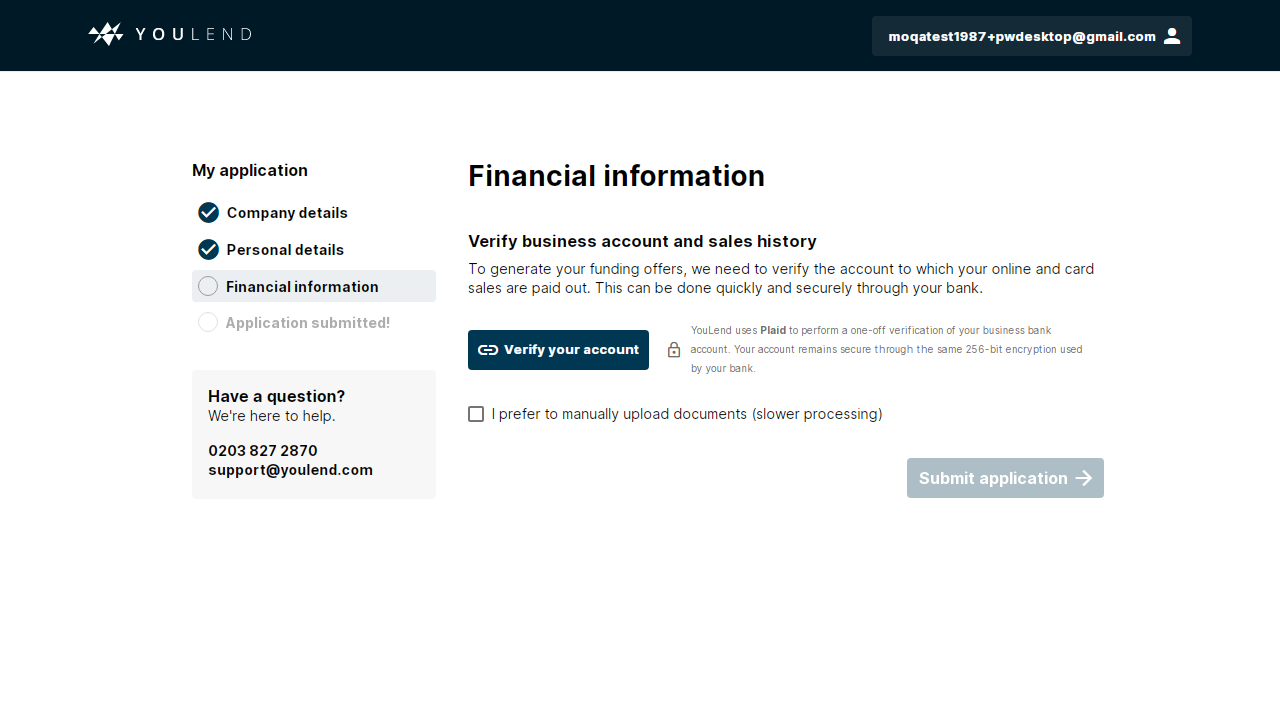 YOULEND
moqatest1987+pwdesktop@gmail.com
My application
Company details
Personal details
Financial information
Application submitted!
Have a question?
We're here to help.
0203 827 2870
support@youlend.com
Financial information
Verify business account and sales history
To generate your funding offers, we need to verify the account to which your online and card
sales are paid out. This can be done quickly and securely through your bank.
Verify your account
YouLend uses Plaid to perform a one-off verification of your business bank
account. Your account remains secure through the same 256-bit encryption used
by your bank.
I prefer to manually upload documents (slower processing)
Submit application